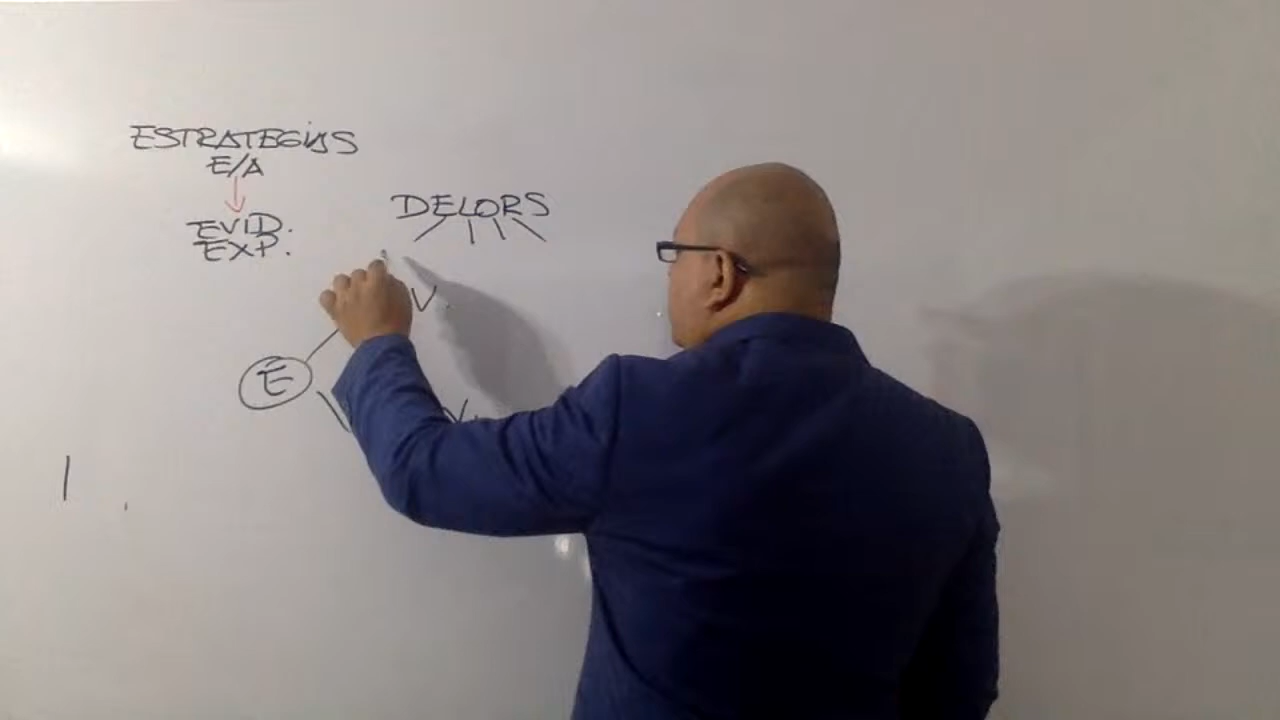 ESTRATEGIAS
E/A
EVID.
EXP.
DELORS
V.
E